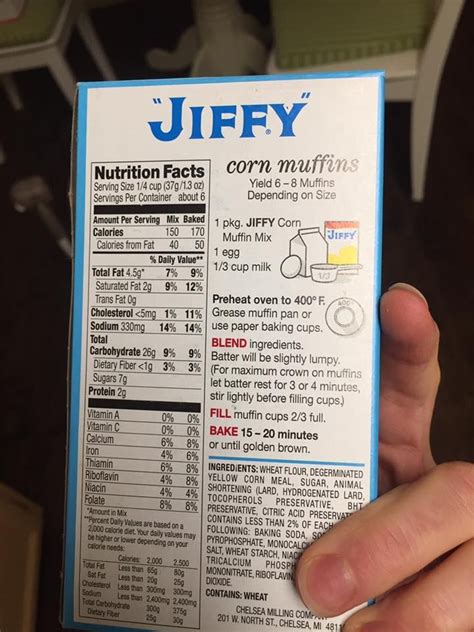 "JIFFY"
Nutrition Facts
Serving Size 1/4 cup (37g/1.3 oz)
Servings Per Container about 6
Amount Per Serving Mix Baked
Calories 150 170
Calories from Fat 40 50
% Daily Value**
Total Fat 4.5g* 7% 9%
Saturated Fat 2g 9% 12%
Trans Fat 0g
Cholesterol <5mg 1% 11%
Sodium 330mg 14% 14%
Total
Carbohydrate 26g 9% 9%
Dietary Fiber <1g 3% 3%
Sugars 7g
Protein 2g
Vitamin A 0% 0%
Vitamin C 0% 0%
Calcium 6% 8%
Iron 4% 6%
Thiamin 6% 8%
Riboflavin 4% 8%
Niacin 4% 4%
Folate 8% 8%
*Amount in Mix
**Percent Daily Values are based on a
2,000 calorie diet. Your daily values may
be higher or lower depending on your
calorie needs:
Calories: 2,000 2,500
Total Fat Less than 65g 80g
Sat Fat Less than 20g 25g
Cholesterol Less than 300mg 300mg
Sodium Less than 2,400mg 2,400mg
Total Carbohydrate 300g 375g
Dietary Fiber 25g 30g
corn muffins
Yield 6 – 8 Muffins
Depending on Size
1 pkg. JIFFY Corn
Muffin Mix
1 egg
1/3 cup milk
"JIFFY"
1/3
Preheat oven to 400° F.
400°
Grease muffin pan or
use paper baking cups.
BLEND ingredients.
Batter will be slightly lumpy.
(For maximum crown on muffins
let batter rest for 3 or 4 minutes,
stir lightly before filling cups.)
FILL muffin cups 2/3 full.
BAKE 15 – 20 minutes
or until golden brown.
INGREDIENTS: WHEAT FLOUR, DEGERMINATED
YELLOW CORN MEAL, SUGAR, ANIMAL
SHORTENING (LARD, HYDROGENATED LARD,
TOCOPHEROLS PRESERVATIVE, BHT
PRESERVATIVE, CITRIC ACID PRESERVAT
CONTAINS LESS THAN 2% OF EACH
FOLLOWING: BAKING SODA, SO
PYROPHOSPHATE, MONOCALC
SALT, WHEAT STARCH, NIAC
TRICALCIUM PHOSP
MONONITRATE, RIBOFLAVIN
DIOXIDE.
CONTAINS: WHEAT
CHELSEA MILLING COMPA
201 W. NORTH ST., CHELSEA, MI 4811